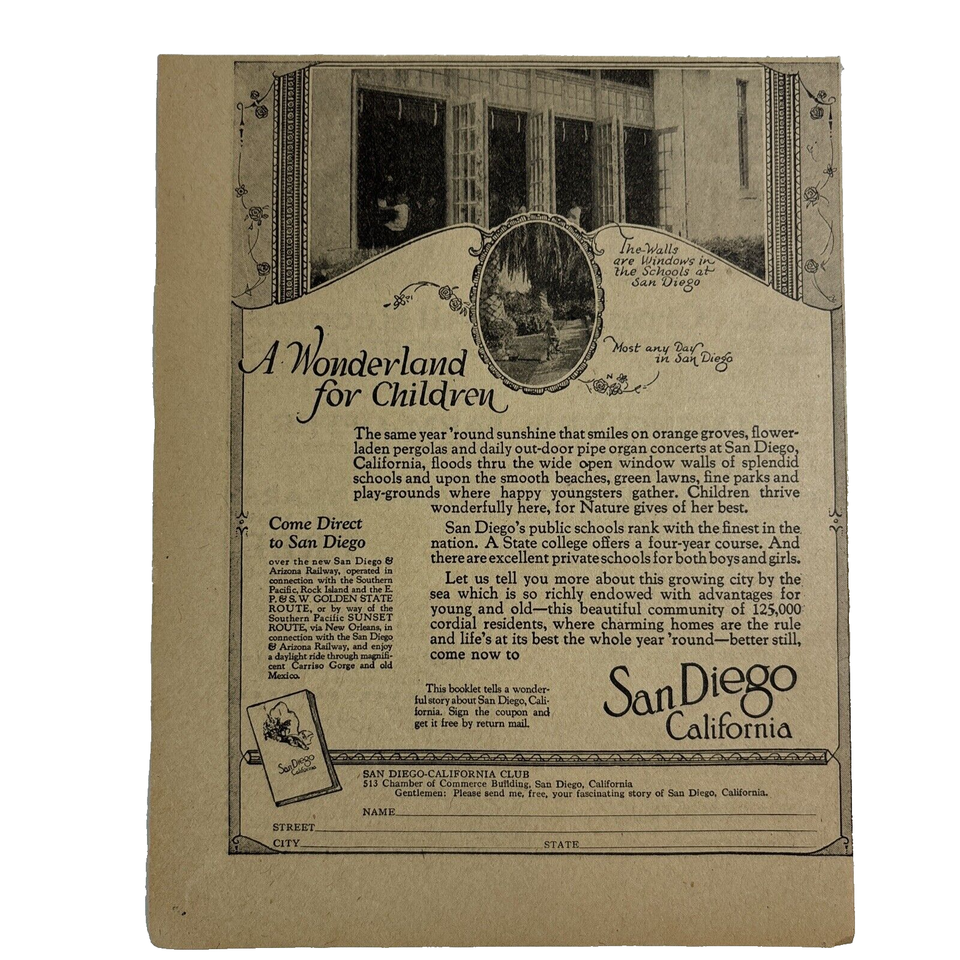 The Walls
are Windows in
the Schools at
San Diego
Most any Day
in San Diego
A Wonderland
for Children
The same year 'round sunshine that smiles on orange groves, flower-
laden pergolas and daily out-door pipe organ concerts at San Diego,
California, floods thru the wide open window walls of splendid
schools and upon the smooth beaches, green lawns, fine parks and
play-grounds where happy youngsters gather. Children thrive
wonderfully here, for Nature gives of her best.
San Diego's public schools rank with the finest in the
nation. A State college offers a four-year course. And
there are excellent private schools for both boys and girls.
Let us tell you more about this growing city by the
sea which is so richly endowed with advantages for
young and old—this beautiful community of 125,000
cordial residents, where charming homes are the rule
and life's at its best the whole year 'round—better still,
come now to
San Diego
California
Come Direct
to San Diego
over the new San Diego &
Arizona Railway, operated in
connection with the Southern
Pacific, Rock Island and the E.
P. & S. W. GOLDEN STATE
ROUTE, or by way of the
Southern Pacific SUNSET
ROUTE, via New Orleans, in
connection with the San Diego
& Arizona Railway, and enjoy
a daylight ride through magnifi-
cent Carriso Gorge and old
Mexico.
This booklet tells a wonder-
ful story about San Diego, Cali-
fornia. Sign the coupon and
get it free by return mail.
San Diego
California
SAN DIEGO-CALIFORNIA CLUB
513 Chamber of Commerce Building, San Diego, California
Gentlemen: Please send me, free, your fascinating story of San Diego, California.
NAME
STREET
CITY STATE